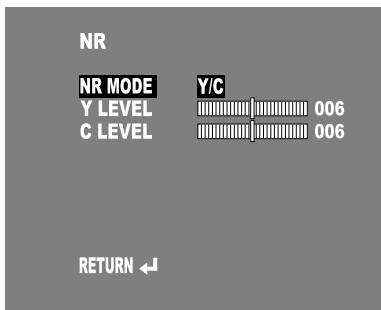 NR
NR MODE Y/C
Y LEVEL 006
C LEVEL 006
RETURN ↵